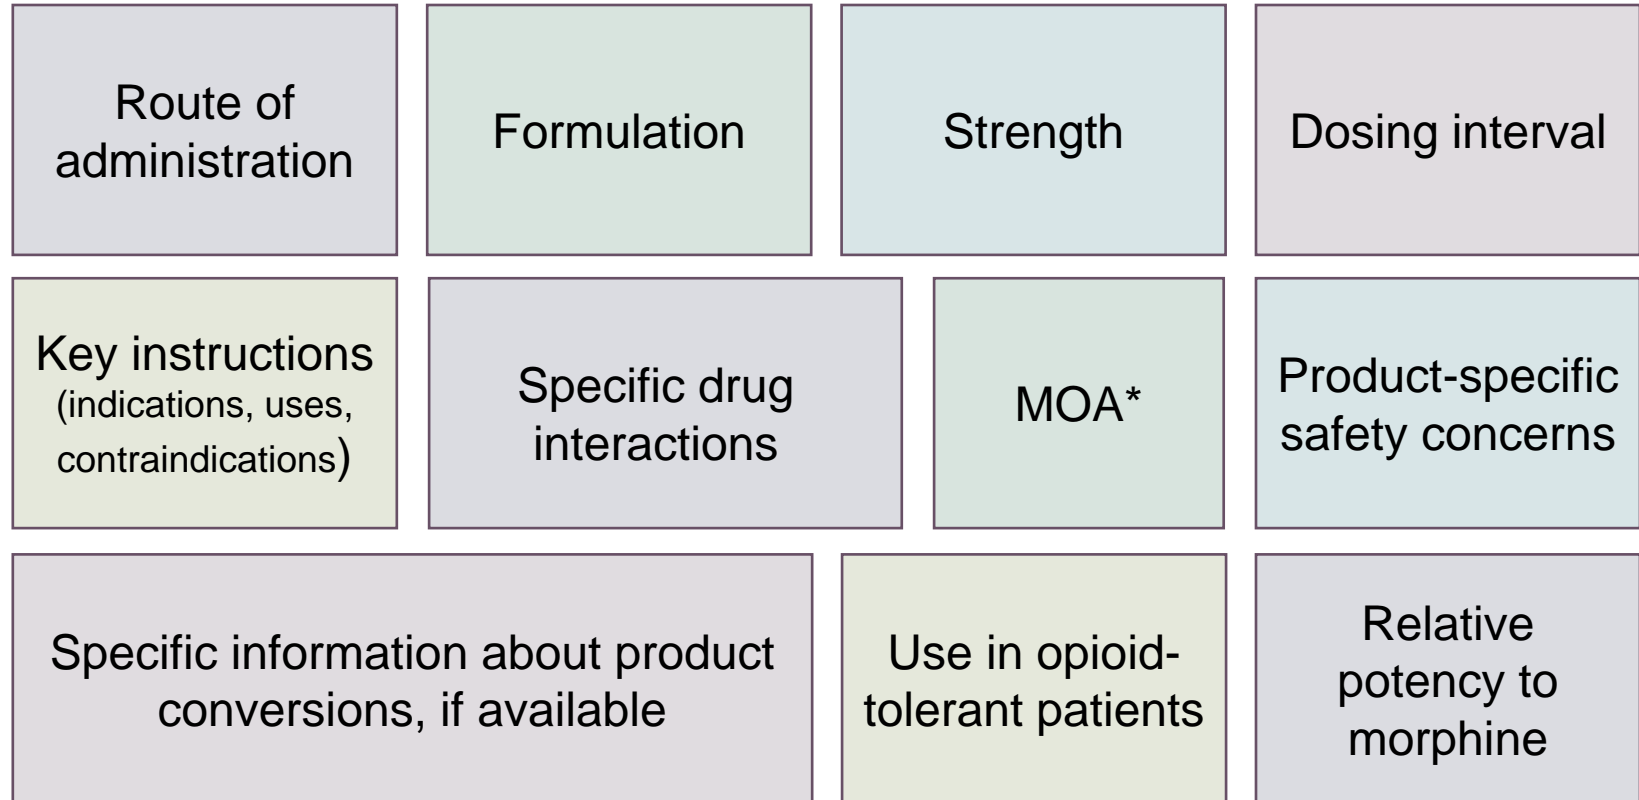 Route of
administration
Formulation
Strength
Dosing interval
Key instructions
(indications, uses,
contraindications)
Specific drug
interactions
MOA*
Product-specific
safety concerns
Specific information about product
conversions, if available
Use in opioid-
tolerant patients
Relative
potency to
morphine